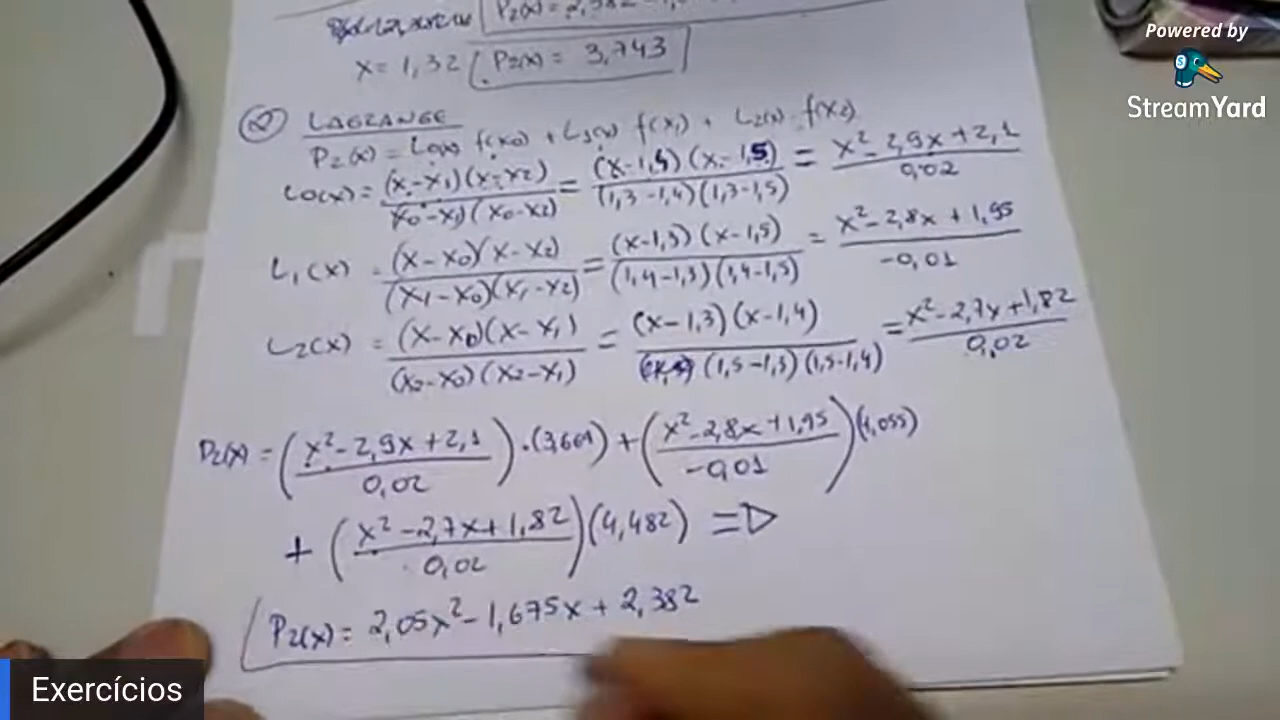 P₂(x) = 2,382 - 1,
x = 1,32 P₂(x) = 3,743
Powered by
StreamYard
② LAGRANGE
P₂(x) = L₀(x) f(x₀) + L₁(x) f(x₁) + L₂(x) f(x₂)
L₀(x) = (x-x₁)(x-x₂)/(x₀-x₁)(x₀-x₂) = (x-1,4)(x-1,5)/(1,3-1,4)(1,3-1,5) = x²-2,9x+2,1/0,02
L₁(x) = (x-x₀)(x-x₂)/(x₁-x₀)(x₁-x₂) = (x-1,3)(x-1,5)/(1,4-1,3)(1,4-1,5) = x²-2,8x+1,95/-0,01
L₂(x) = (x-x₀)(x-x₁)/(x₂-x₀)(x₂-x₁) = (x-1,3)(x-1,4)/(1,5-1,3)(1,5-1,4) = x²-2,7x+1,82/0,02
P₂(x) = (x²-2,9x+2,1/0,02).(3,669) + (x²-2,8x+1,95/-0,01)(4,055)
+ (x²-2,7x+1,82/0,02)(4,482) ⇒
P₂(x) = 2,05x² - 1,675x + 2,382
Exercícios